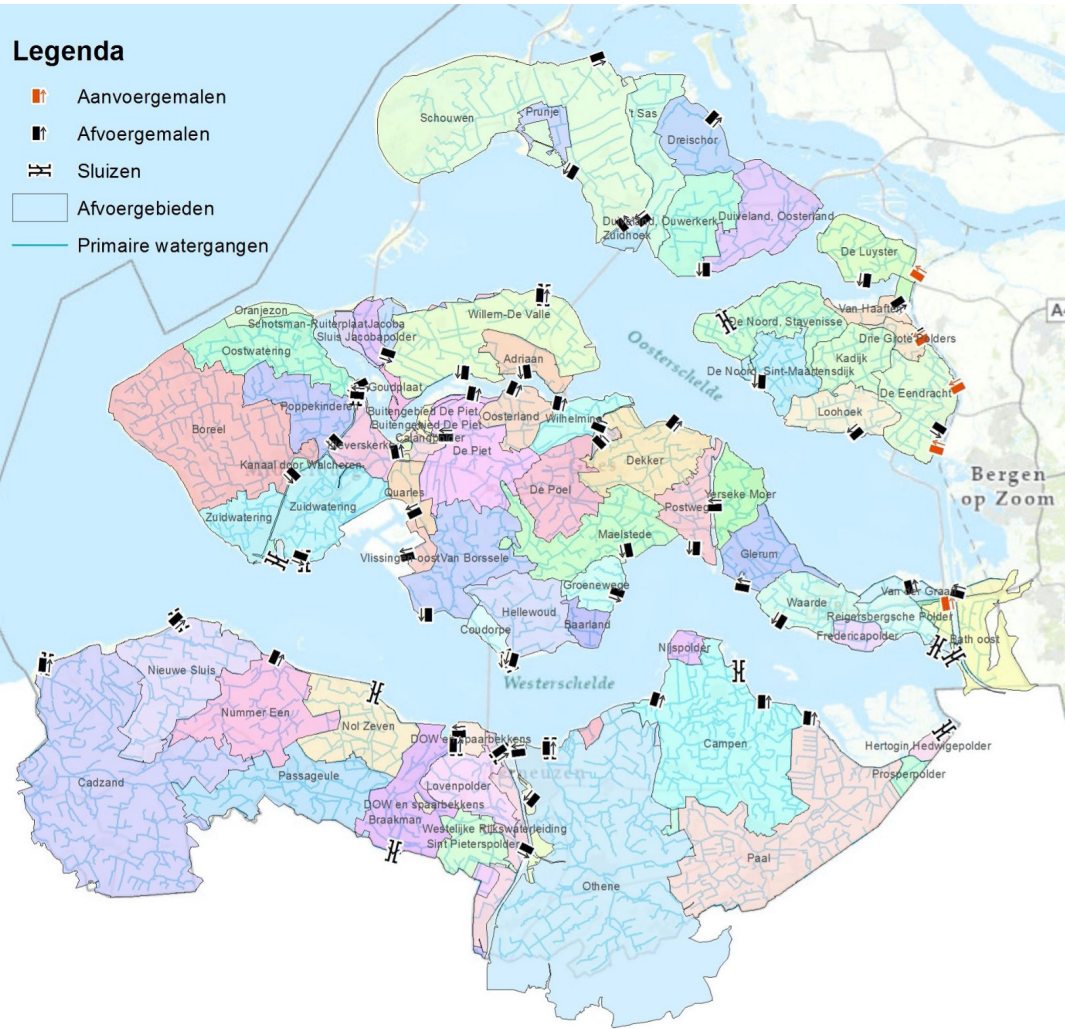 Legenda
Aanvoergemalen
Afvoergemalen
Sluizen
Afvoergebieden
Primaire watergangen
Schouwen
Prunje
't Sas
Dreischor
Duiveland, Ouwerkerk
Duiveland, Oosterland
Zuidhoek
De Luyster
Van Haaften
De Noord, Stavenisse
Drie Grote Polders
Kadijk
De Noord, Sint-Maartensdijk
De Eendracht
Loohoek
A
Bergen
op Zoom
Oosterschelde
Oranjezon
Schotsman-Ruiterplaat
Jacoba
Sluis Jacobapolder
Willem-De Valle
Oostwatering
Adriaan
Goudplaat
Poppekinderen
Buitengebied De Piet
Buitengebied De Piet
Oosterland
Wilhelmina
Boreel
Calandpolder
De Piet
Kanaal door Walcheren
Dekker
De Poel
Quarles
Yerseke Moer
Postweg
Zuidwatering
Zuidwatering
Maelstede
Vlissingen-oost
Van Borssele
Glerum
Groenewege
Hellewoud
Baarland
Coudorpe
Waarde
Van der Graaf
Reigersbergsche Polder
Fredericapolder
Bath oost
Nijspolder
Westerschelde
Nieuwe Sluis
Nummer Een
Nol Zeven
DOW en spaarbekkens
Campen
Hertogin Hedwigepolder
Prosperpolder
Cadzand
Passageule
Lovenpolder
DOW en spaarbekkens
Braakman
Westelijke Rijkswaterleiding
Sint Pieterspolder
Paal
Othene